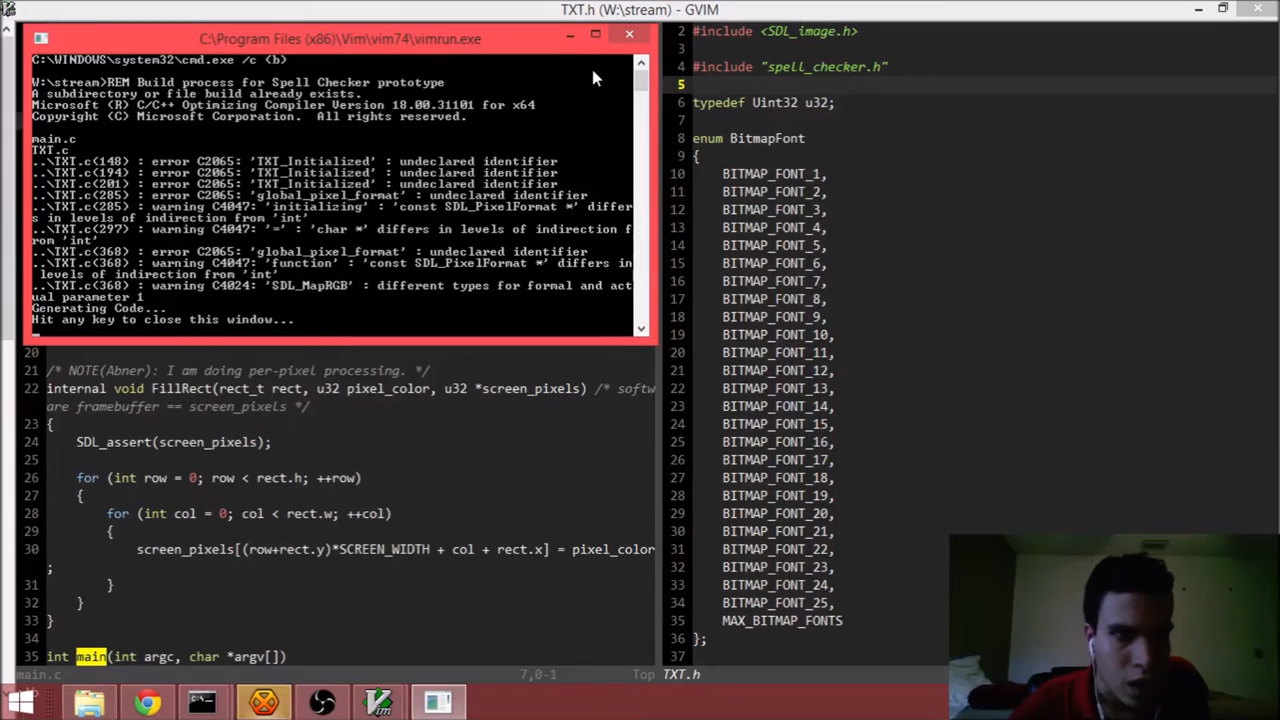 TXT.h (W:\stream) - GVIM
C:\Program Files (x86)\Vim\vim74\vimrun.exe
C:\WINDOWS\system32\cmd.exe /c (b)
W:\stream>REM Build process for Spell Checker prototype
A subdirectory or file build already exists.
Microsoft (R) C/C++ Optimizing Compiler Version 18.00.31101 for x64
Copyright (C) Microsoft Corporation.  All rights reserved.
main.c
TXT.c
..\TXT.c(148) : error C2065: 'TXT_Initialized' : undeclared identifier
..\TXT.c(194) : error C2065: 'TXT_Initialized' : undeclared identifier
..\TXT.c(201) : error C2065: 'TXT_Initialized' : undeclared identifier
..\TXT.c(285) : error C2065: 'global_pixel_format' : undeclared identifier
..\TXT.c(285) : warning C4047: 'initializing' : 'const SDL_PixelFormat *' differ
s in levels of indirection from 'int'
..\TXT.c(297) : warning C4047: '=' : 'char *' differs in levels of indirection f
rom 'int'
..\TXT.c(368) : error C2065: 'global_pixel_format' : undeclared identifier
..\TXT.c(368) : warning C4047: 'function' : 'const SDL_PixelFormat *' differs in
 levels of indirection from 'int'
..\TXT.c(368) : warning C4024: 'SDL_MapRGB' : different types for formal and act
ual parameter 1
Generating Code...
Hit any key to close this window...
20
21 /* NOTE(Abner): I am doing per-pixel processing. */
22 internal void FillRect(rect_t rect, u32 pixel_color, u32 *screen_pixels) /* softw
are framebuffer == screen_pixels */
23 {
24     SDL_assert(screen_pixels);
25
26     for (int row = 0; row < rect.h; ++row)
27     {
28         for (int col = 0; col < rect.w; ++col)
29         {
30             screen_pixels[(row+rect.y)*SCREEN_WIDTH + col + rect.x] = pixel_color
;
31         }
32     }
33 }
34
35 int main(int argc, char *argv[])
main.c 7,0-1 Top
2 #include <SDL_image.h>
3
4 #include "spell_checker.h"
5
6 typedef Uint32 u32;
7
8 enum BitmapFont
9 {
10     BITMAP_FONT_1,
11     BITMAP_FONT_2,
12     BITMAP_FONT_3,
13     BITMAP_FONT_4,
14     BITMAP_FONT_5,
15     BITMAP_FONT_6,
16     BITMAP_FONT_7,
17     BITMAP_FONT_8,
18     BITMAP_FONT_9,
19     BITMAP_FONT_10,
20     BITMAP_FONT_11,
21     BITMAP_FONT_12,
22     BITMAP_FONT_13,
23     BITMAP_FONT_14,
24     BITMAP_FONT_15,
25     BITMAP_FONT_16,
26     BITMAP_FONT_17,
27     BITMAP_FONT_18,
28     BITMAP_FONT_19,
29     BITMAP_FONT_20,
30     BITMAP_FONT_21,
31     BITMAP_FONT_22,
32     BITMAP_FONT_23,
33     BITMAP_FONT_24,
34     BITMAP_FONT_25,
35     MAX_BITMAP_FONTS
36 };
37
TXT.h